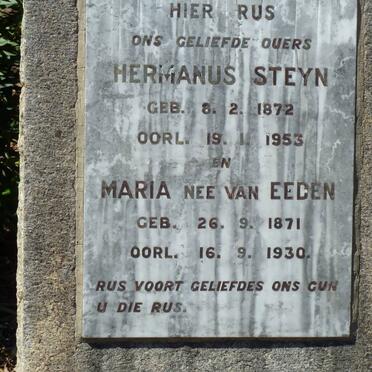 HIER RUS
ONS GELIEFDE OUERS
HERMANUS STEYN
GEB. 8. 2. 1872
OORL. 19. 1. 1953
EN
MARIA NEE VAN EEDEN
GEB. 26. 9. 1871
OORL. 16. 9. 1930.
RUS VOORT GELIEFDES ONS GUN
U DIE RUS.